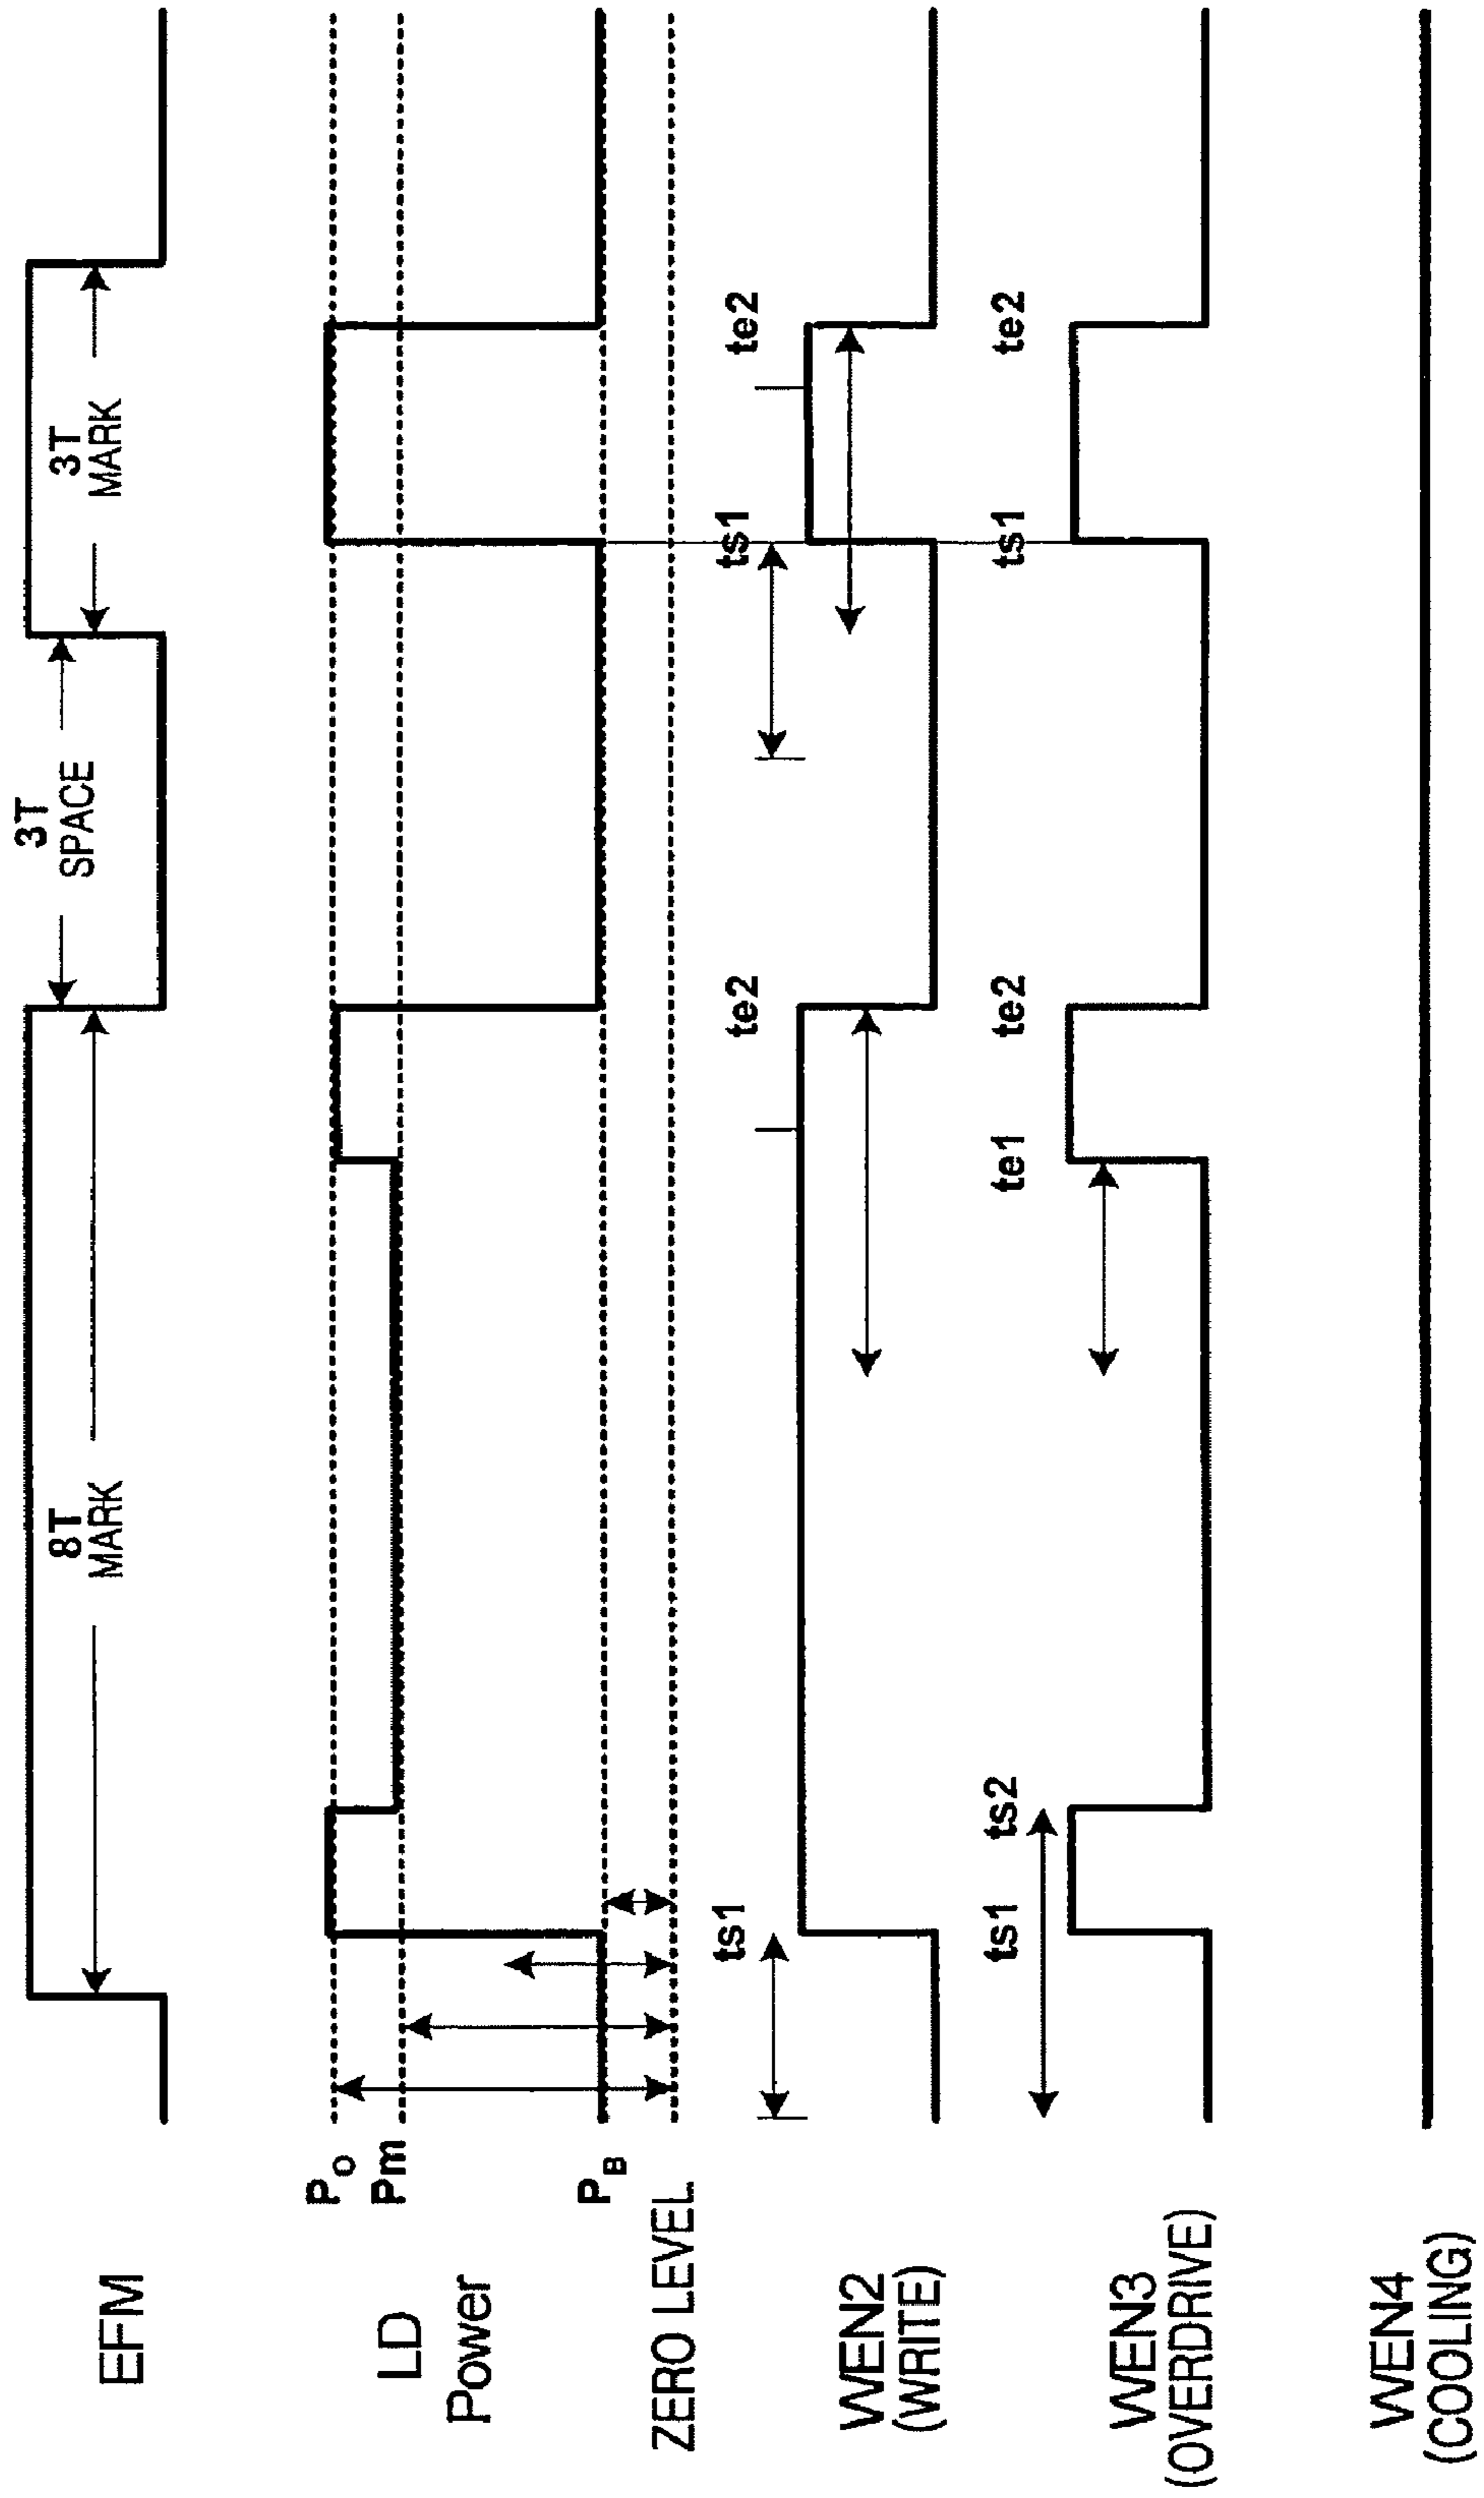 EFM
8T
MARK
3T
SPACE
3T
MARK
LD
Power
Po
Pm
PB
ZERO LEVEL
WEN2
(WRITE)
ts1
te2
ts1
te2
WEN3
(OVERDRIVE)
ts1
ts2
te1
te2
ts1
te2
WEN4
(COOLING)